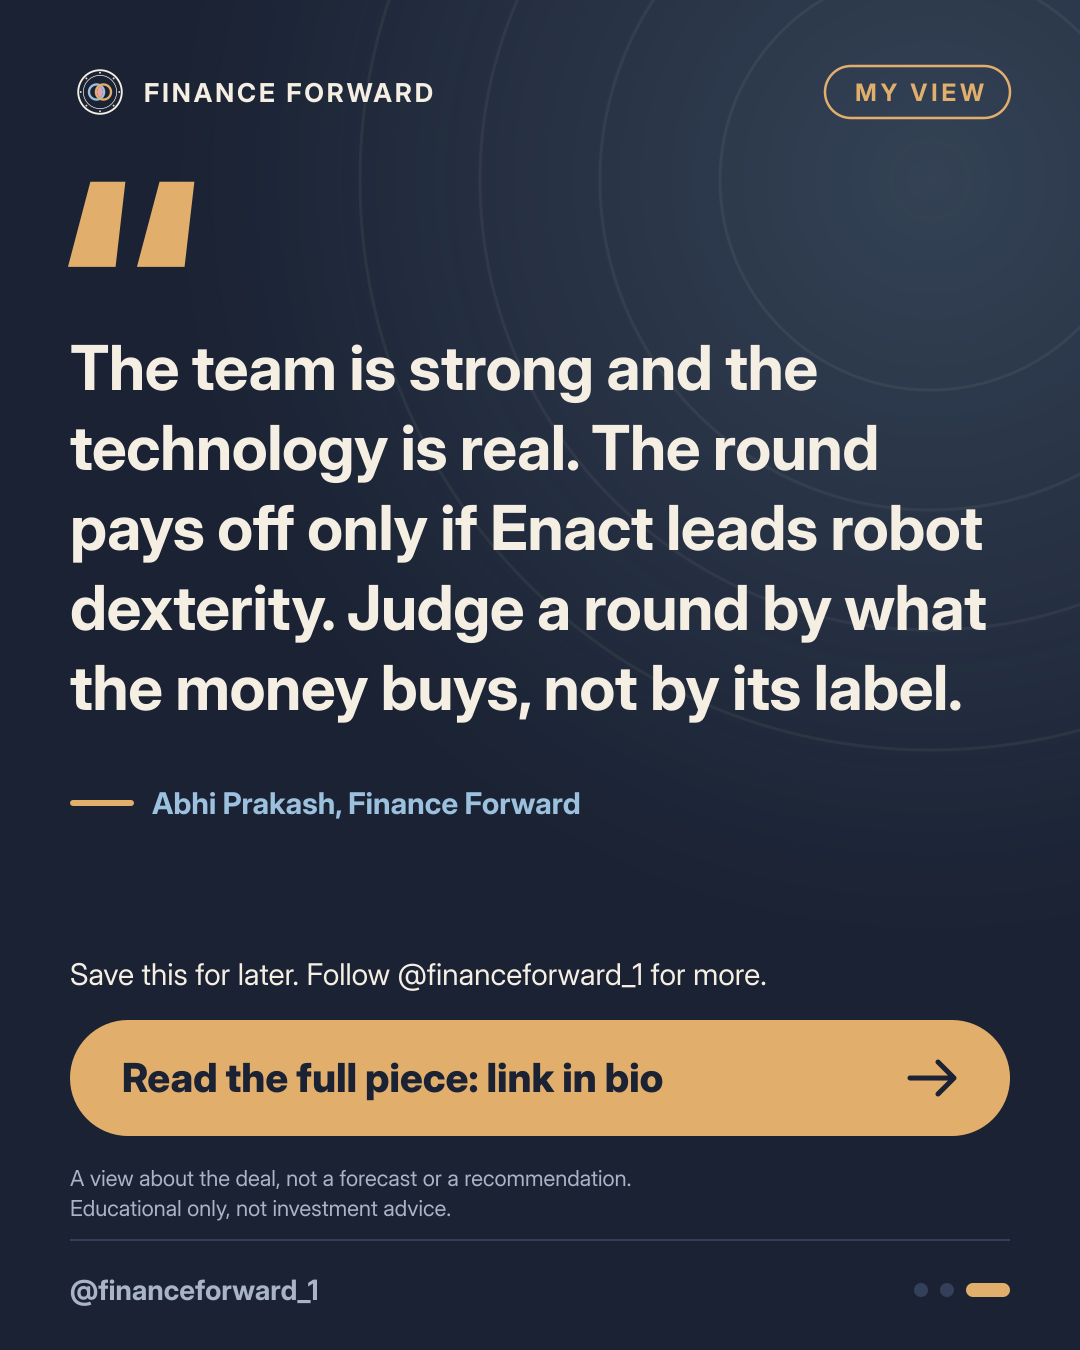 FINANCE FORWARD
MY VIEW
"
The team is strong and the
technology is real. The round
pays off only if Enact leads robot
dexterity. Judge a round by what
the money buys, not by its label.
Abhi Prakash, Finance Forward
Save this for later. Follow @financeforward_1 for more.
Read the full piece: link in bio →
A view about the deal, not a forecast or a recommendation.
Educational only, not investment advice.
@financeforward_1